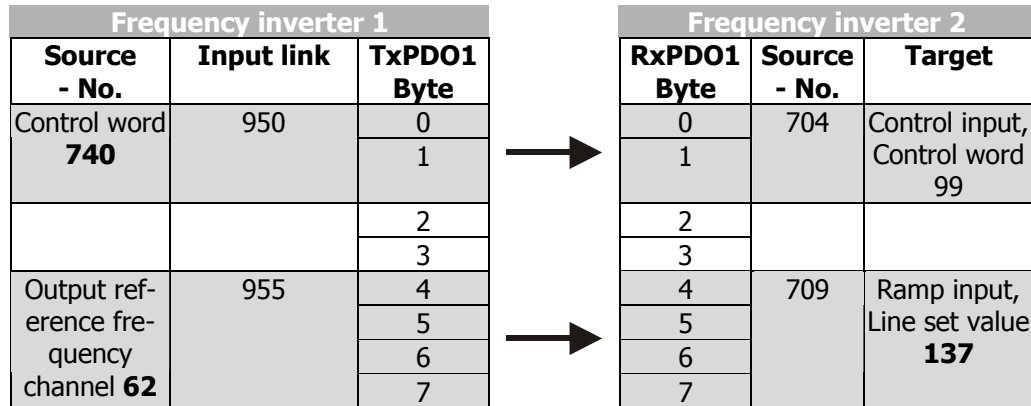 Frequency inverter 1
Source
- No.
Input link
TxPDO1
Byte
Control word
740
950
0
1
2
3
Output ref-
erence fre-
quency
channel 62
955
4
5
6
7
Frequency inverter 2
RxPDO1
Byte
Source
- No.
Target
0
1
704
Control input,
Control word
99
2
3
4
5
6
7
709
Ramp input,
Line set value
137